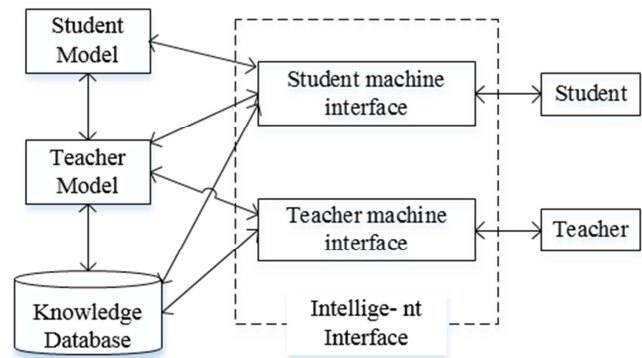 Student
Model
Student machine
interface
Student
Teacher
Model
Teacher machine
interface
Teacher
Knowledge
Database
Intellige- nt
Interface